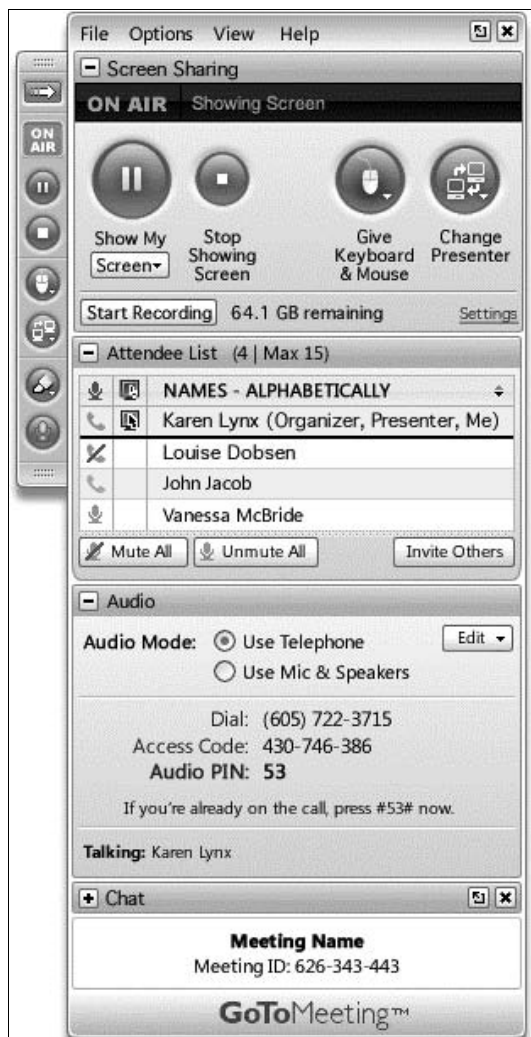 File Options View Help
Screen Sharing
ON AIR Showing Screen
ON AIR
Show My Screen
Stop Showing Screen
Give Keyboard & Mouse
Change Presenter
Start Recording 64.1 GB remaining Settings
Attendee List (4 | Max 15)
NAMES - ALPHABETICALLY
Karen Lynx (Organizer, Presenter, Me)
Louise Dobsen
John Jacob
Vanessa McBride
Mute All Unmute All Invite Others
Audio
Audio Mode: Use Telephone Edit
Use Mic & Speakers
Dial: (605) 722-3715
Access Code: 430-746-386
Audio PIN: 53
If you're already on the call, press #53# now.
Talking: Karen Lynx
Chat
Meeting Name
Meeting ID: 626-343-443
GoToMeeting™